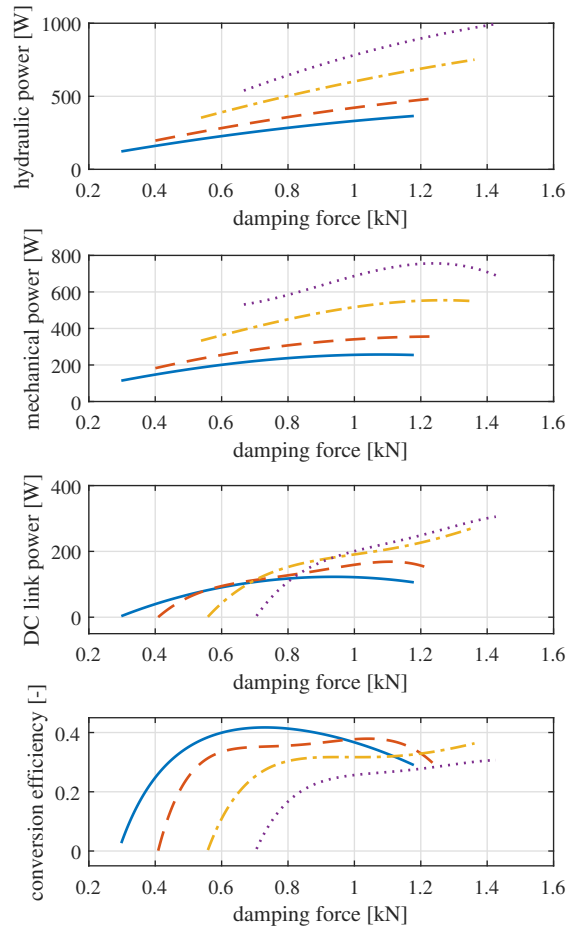 hydraulic power [W]
1000
500
0
0.2 0.4 0.6 0.8 1 1.2 1.4 1.6
damping force [kN]
mechanical power [W]
800
600
400
200
0
0.2 0.4 0.6 0.8 1 1.2 1.4 1.6
damping force [kN]
DC link power [W]
400
200
0
0.2 0.4 0.6 0.8 1 1.2 1.4 1.6
damping force [kN]
conversion efficiency [-]
0.4
0.2
0
0.2 0.4 0.6 0.8 1 1.2 1.4 1.6
damping force [kN]